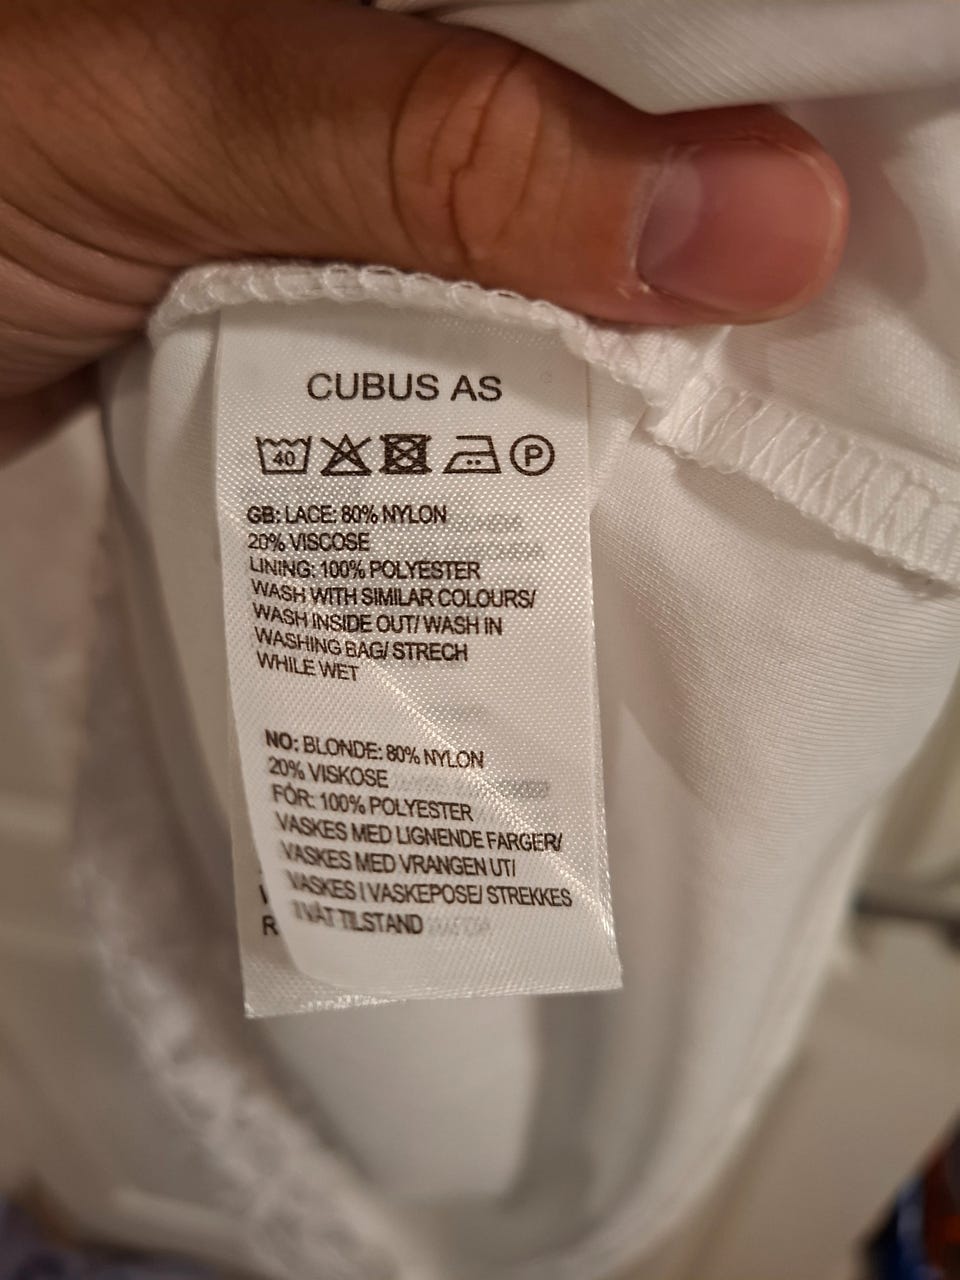 CUBUS AS
40 P
GB: LACE: 80% NYLON
20% VISCOSE
LINING: 100% POLYESTER
WASH WITH SIMILAR COLOURS/
WASH INSIDE OUT/ WASH IN
WASHING BAG/ STRECH
WHILE WET
NO: BLONDE: 80% NYLON
20% VISKOSE
FÓR: 100% POLYESTER
VASKES MED LIGNENDE FARGER/
VASKES MED VRANGEN UT/
VASKES I VASKEPOSE/ STREKKES
I VÅT TILSTAND